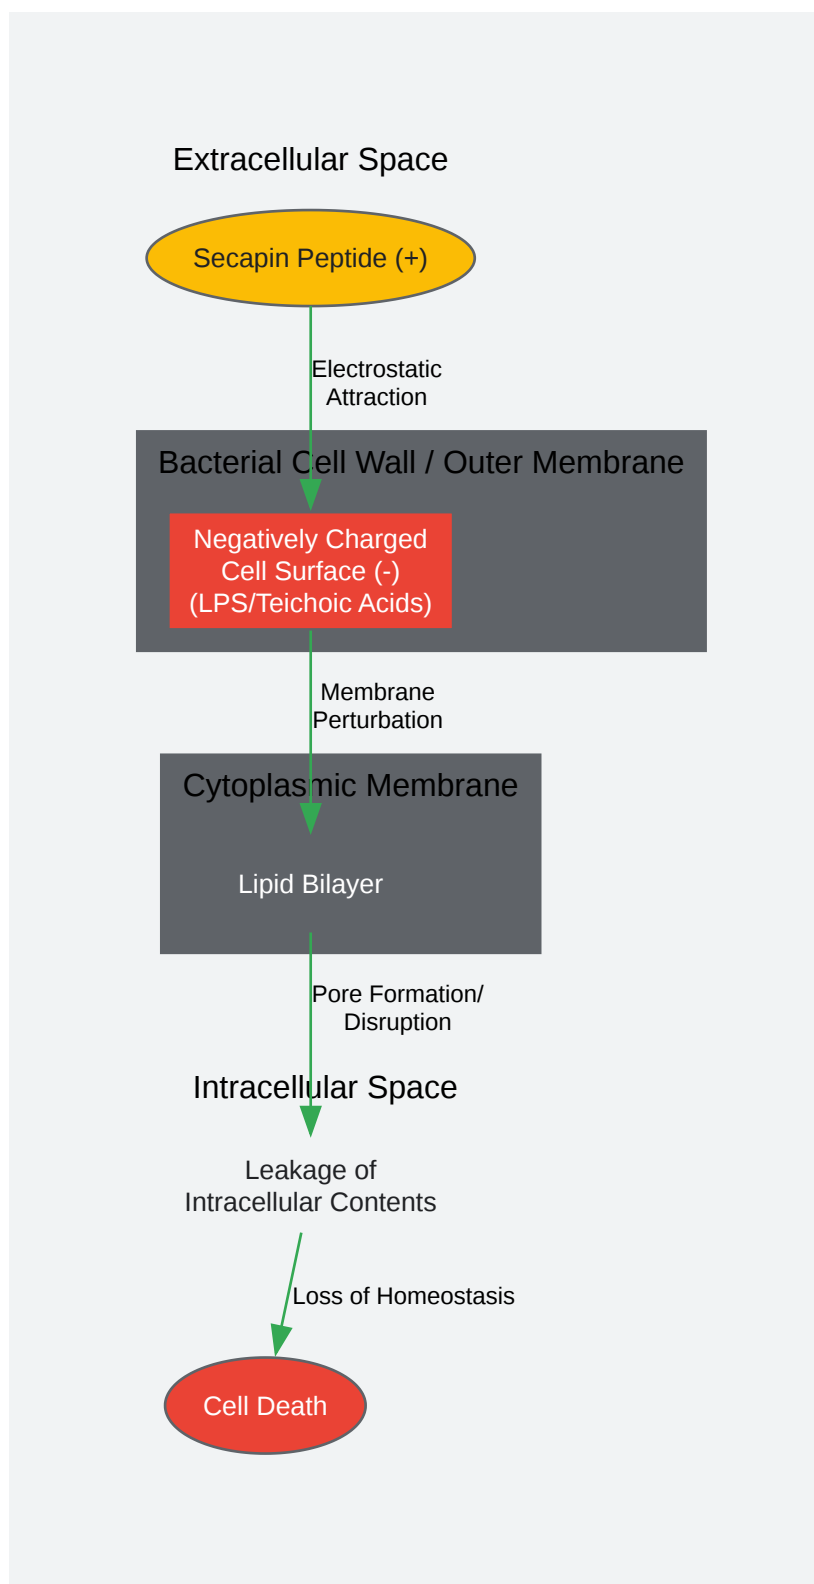 Extracellular Space
Secapin Peptide (+)
Electrostatic
Attraction
Bacterial Cell Wall / Outer Membrane
Negatively Charged
Cell Surface (-)
(LPS/Teichoic Acids)
Membrane
Perturbation
Cytoplasmic Membrane
Lipid Bilayer
Pore Formation/
Disruption
Intracellular Space
Leakage of
Intracellular Contents
Loss of Homeostasis
Cell Death